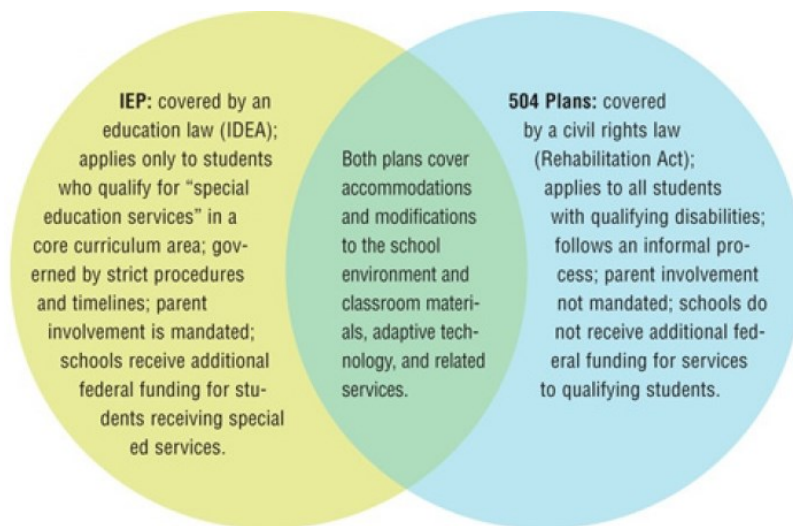 IEP: covered by an
education law (IDEA);
applies only to students
who qualify for “special
education services” in a
core curriculum area; gov-
erned by strict procedures
and timelines; parent
involvement is mandated;
schools receive additional
federal funding for stu-
dents receiving special
ed services.
Both plans cover
accommodations
and modifications
to the school
environment and
classroom materi-
als, adaptive tech-
nology, and related
services.
504 Plans: covered
by a civil rights law
(Rehabilitation Act);
applies to all students
with qualifying disabilities;
follows an informal pro-
cess; parent involvement
not mandated; schools do
not receive additional fed-
eral funding for services
to qualifying students.